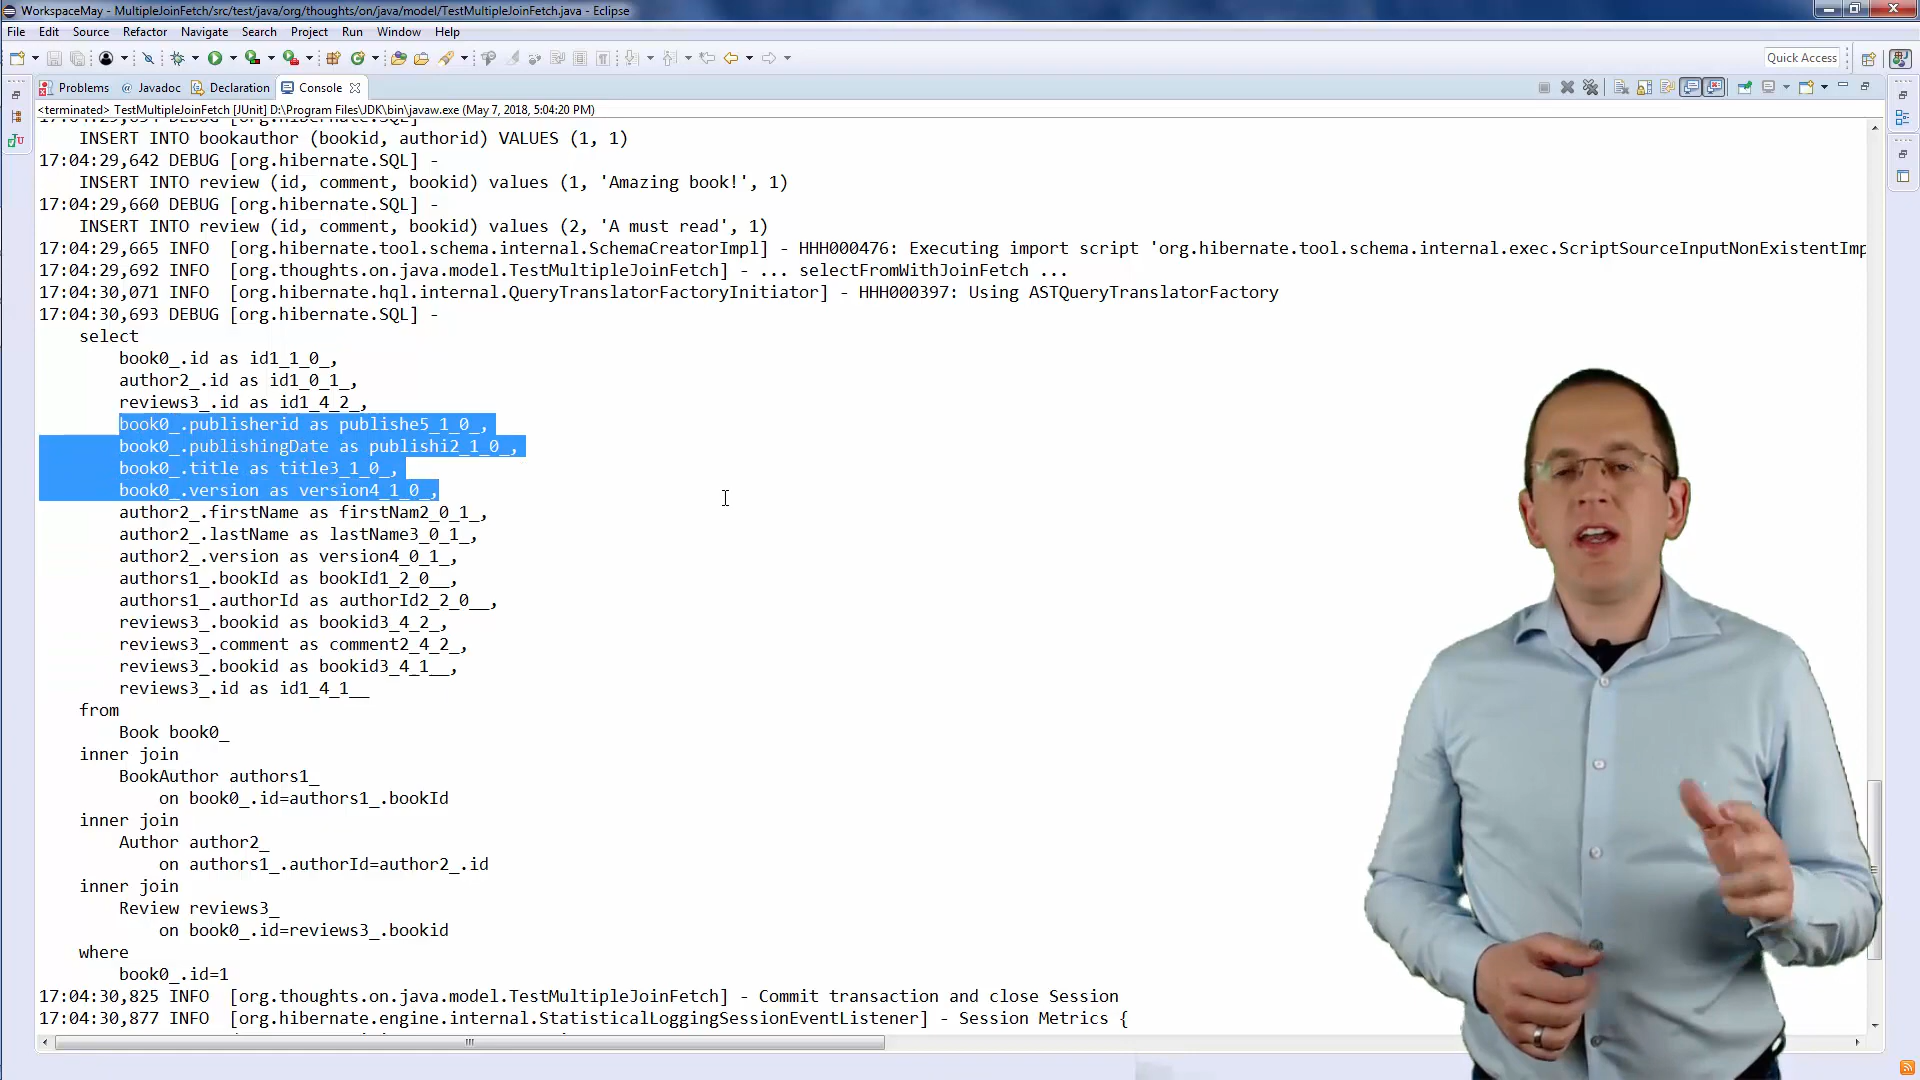 WorkspaceMay - MultipleJoinFetch/src/test/java/org/thoughts/on/java/model/TestMultipleJoinFetch.java - Eclipse
File Edit Source Refactor Navigate Search Project Run Window Help
Quick Access
Problems @ Javadoc Declaration Console
<terminated> TestMultipleJoinFetch [JUnit] D:\Program Files\JDK\bin\javaw.exe (May 7, 2018, 5:04:20 PM)
INSERT INTO bookauthor (bookid, authorid) VALUES (1, 1)
17:04:29,642 DEBUG [org.hibernate.SQL] -
INSERT INTO review (id, comment, bookid) values (1, 'Amazing book!', 1)
17:04:29,660 DEBUG [org.hibernate.SQL] -
INSERT INTO review (id, comment, bookid) values (2, 'A must read', 1)
17:04:29,665 INFO [org.hibernate.tool.schema.internal.SchemaCreatorImpl] - HHH000476: Executing import script 'org.hibernate.tool.schema.internal.exec.ScriptSourceInputNonExistentImp
17:04:29,692 INFO [org.thoughts.on.java.model.TestMultipleJoinFetch] - ... selectFromWithJoinFetch ...
17:04:30,071 INFO [org.hibernate.hql.internal.QueryTranslatorFactoryInitiator] - HHH000397: Using ASTQueryTranslatorFactory
17:04:30,693 DEBUG [org.hibernate.SQL] -
select
book0_.id as id1_1_0_,
author2_.id as id1_0_1_,
reviews3_.id as id1_4_2_,
book0_.publisherid as publishe5_1_0_,
book0_.publishingDate as publishi2_1_0_,
book0_.title as title3_1_0_,
book0_.version as version4_1_0_,
author2_.firstName as firstNam2_0_1_,
author2_.lastName as lastName3_0_1_,
author2_.version as version4_0_1_,
authors1_.bookId as bookId1_2_0__,
authors1_.authorId as authorId2_2_0__,
reviews3_.bookid as bookid3_4_2_,
reviews3_.comment as comment2_4_2_,
reviews3_.bookid as bookid3_4_1__,
reviews3_.id as id1_4_1__
from
Book book0_
inner join
BookAuthor authors1_
on book0_.id=authors1_.bookId
inner join
Author author2_
on authors1_.authorId=author2_.id
inner join
Review reviews3_
on book0_.id=reviews3_.bookid
where
book0_.id=1
17:04:30,825 INFO [org.thoughts.on.java.model.TestMultipleJoinFetch] - Commit transaction and close Session
17:04:30,877 INFO [org.hibernate.engine.internal.StatisticalLoggingSessionEventListener] - Session Metrics {